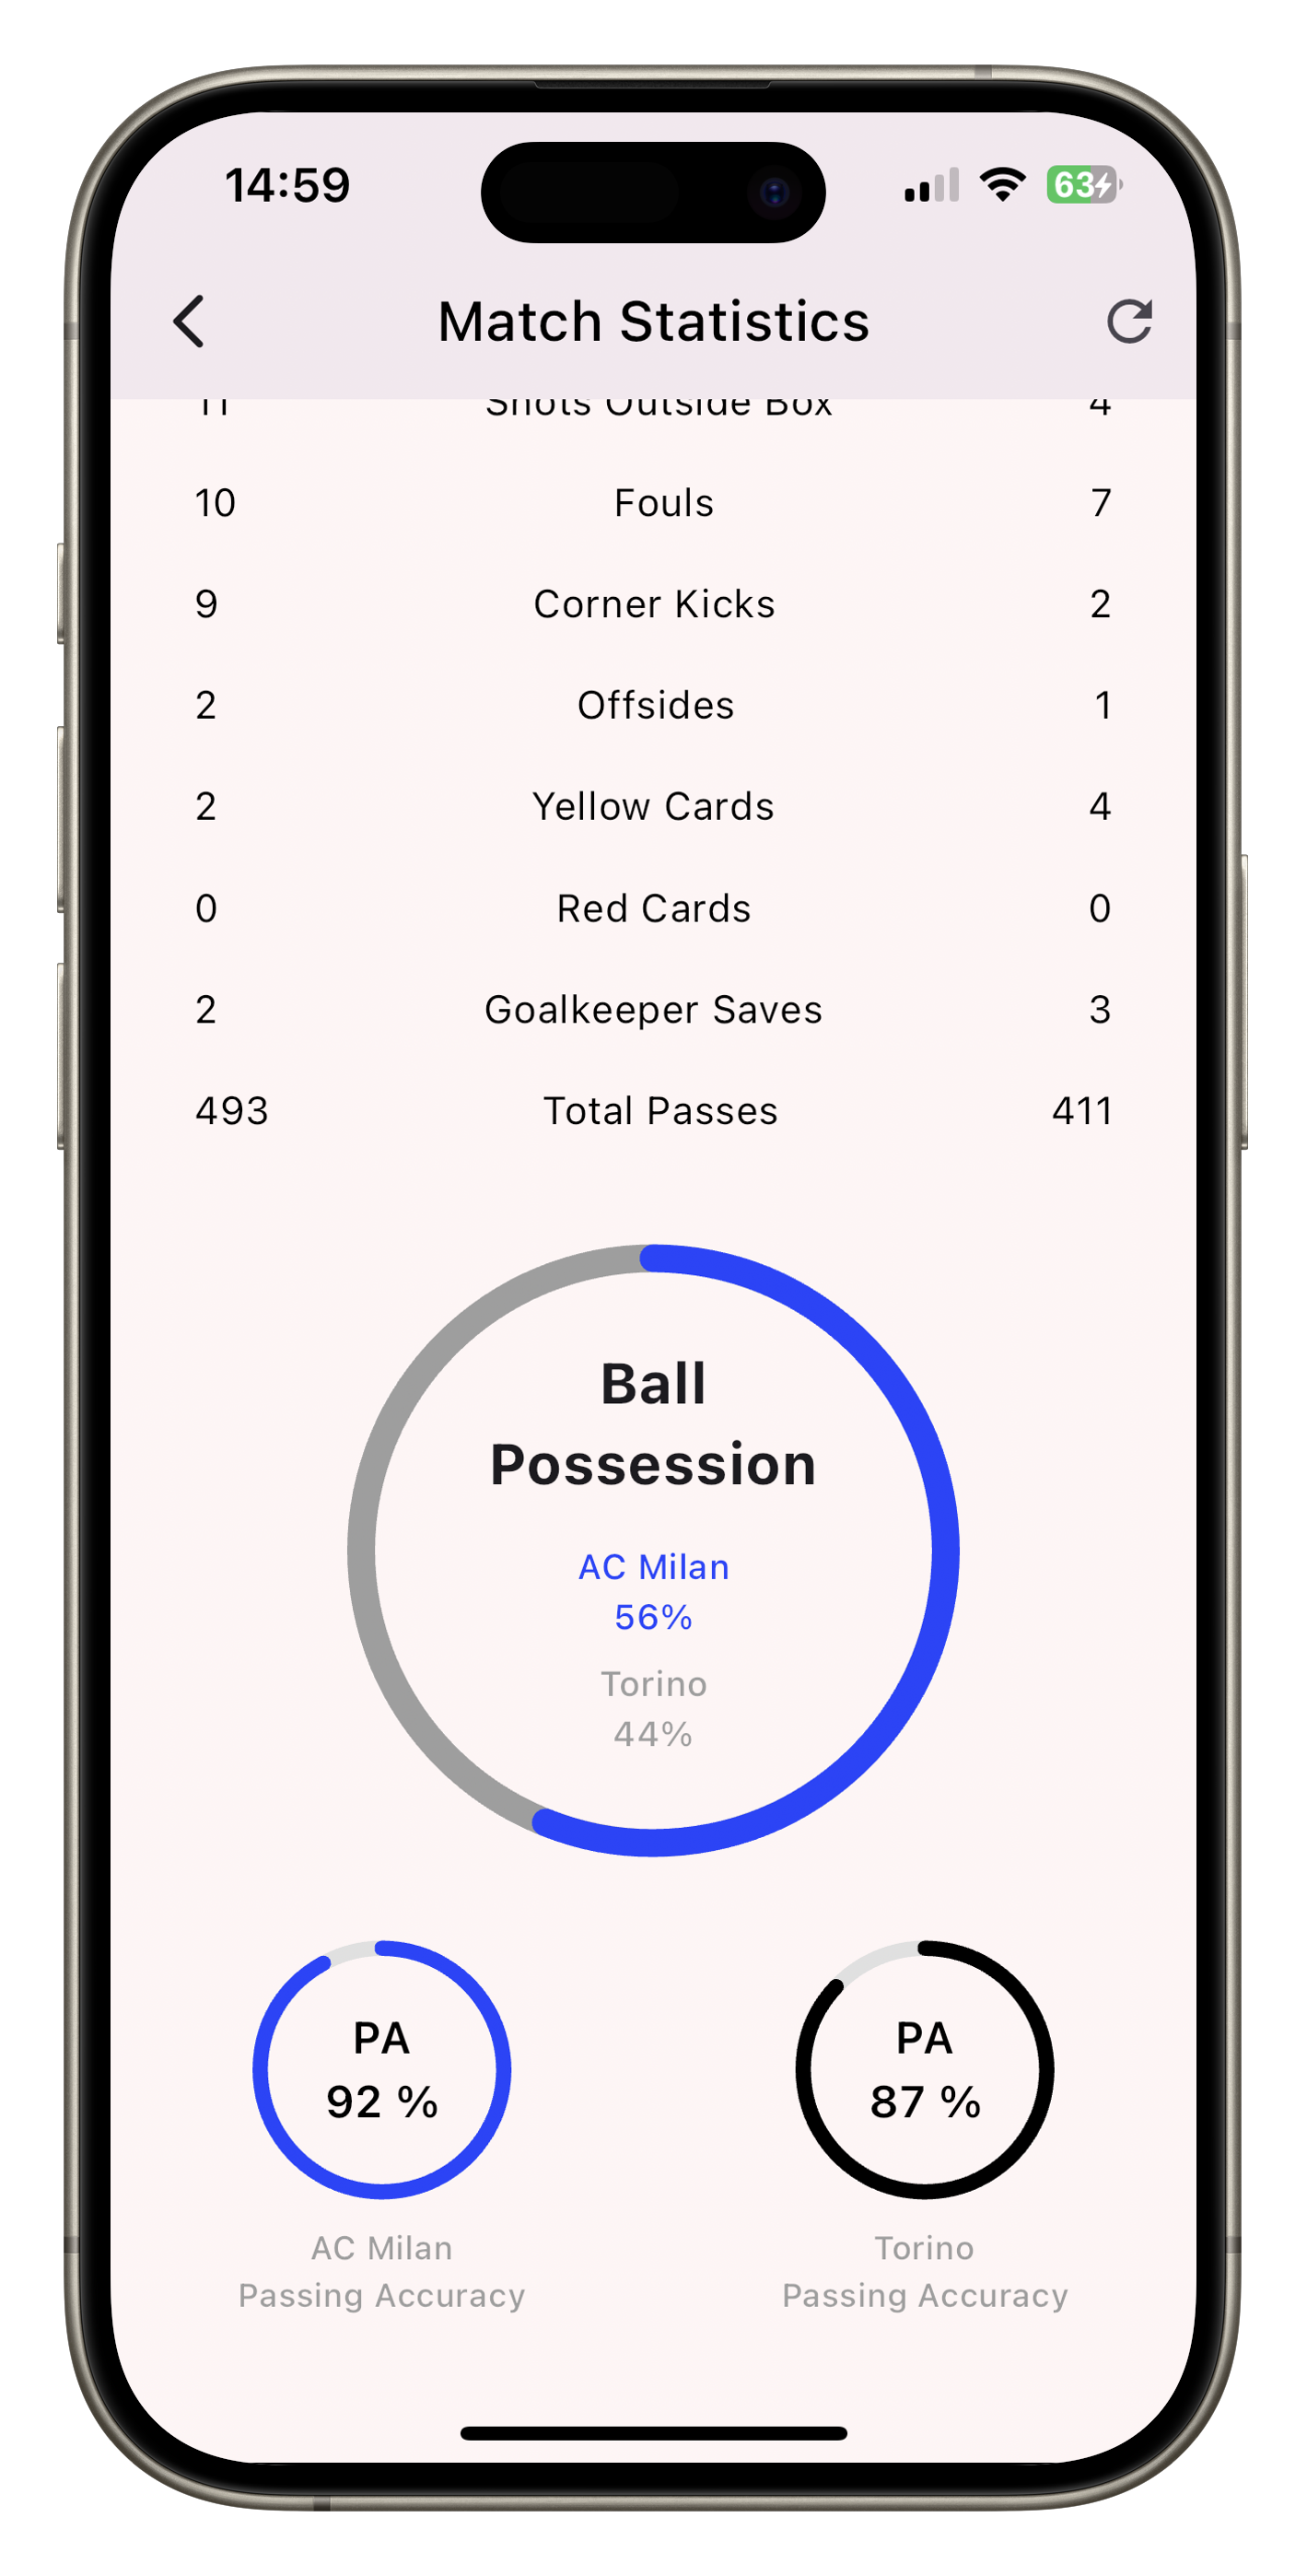 14:59
63
Match Statistics
11 Shots Outside Box 4
10 Fouls 7
9 Corner Kicks 2
2 Offsides 1
2 Yellow Cards 4
0 Red Cards 0
2 Goalkeeper Saves 3
493 Total Passes 411
Ball
Possession
AC Milan
56%
Torino
44%
PA
92 %
AC Milan
Passing Accuracy
PA
87 %
Torino
Passing Accuracy